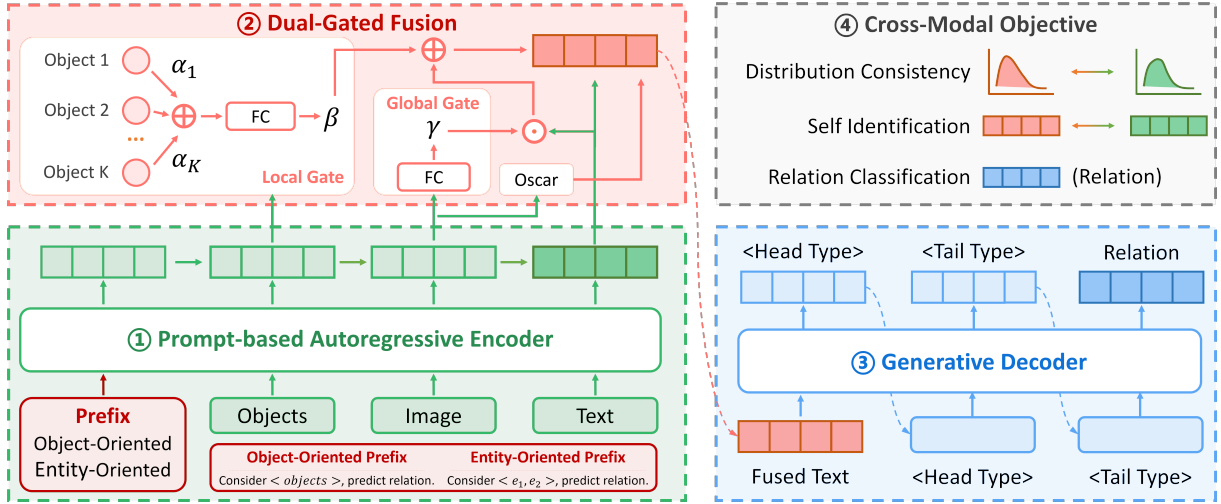 ② Dual-Gated Fusion
Object 1
Object 2
...
Object K
α₁
α_K
FC
β
Local Gate
Global Gate
γ
FC
Oscar
④ Cross-Modal Objective
Distribution Consistency
Self Identification
Relation Classification
(Relation)
① Prompt-based Autoregressive Encoder
Prefix
Object-Oriented
Entity-Oriented
Objects
Image
Text
Object-Oriented Prefix
Consider < objects >, predict relation.
Entity-Oriented Prefix
Consider < e₁, e₂ >, predict relation.
<Head Type>
<Tail Type>
Relation
③ Generative Decoder
Fused Text
<Head Type>
<Tail Type>